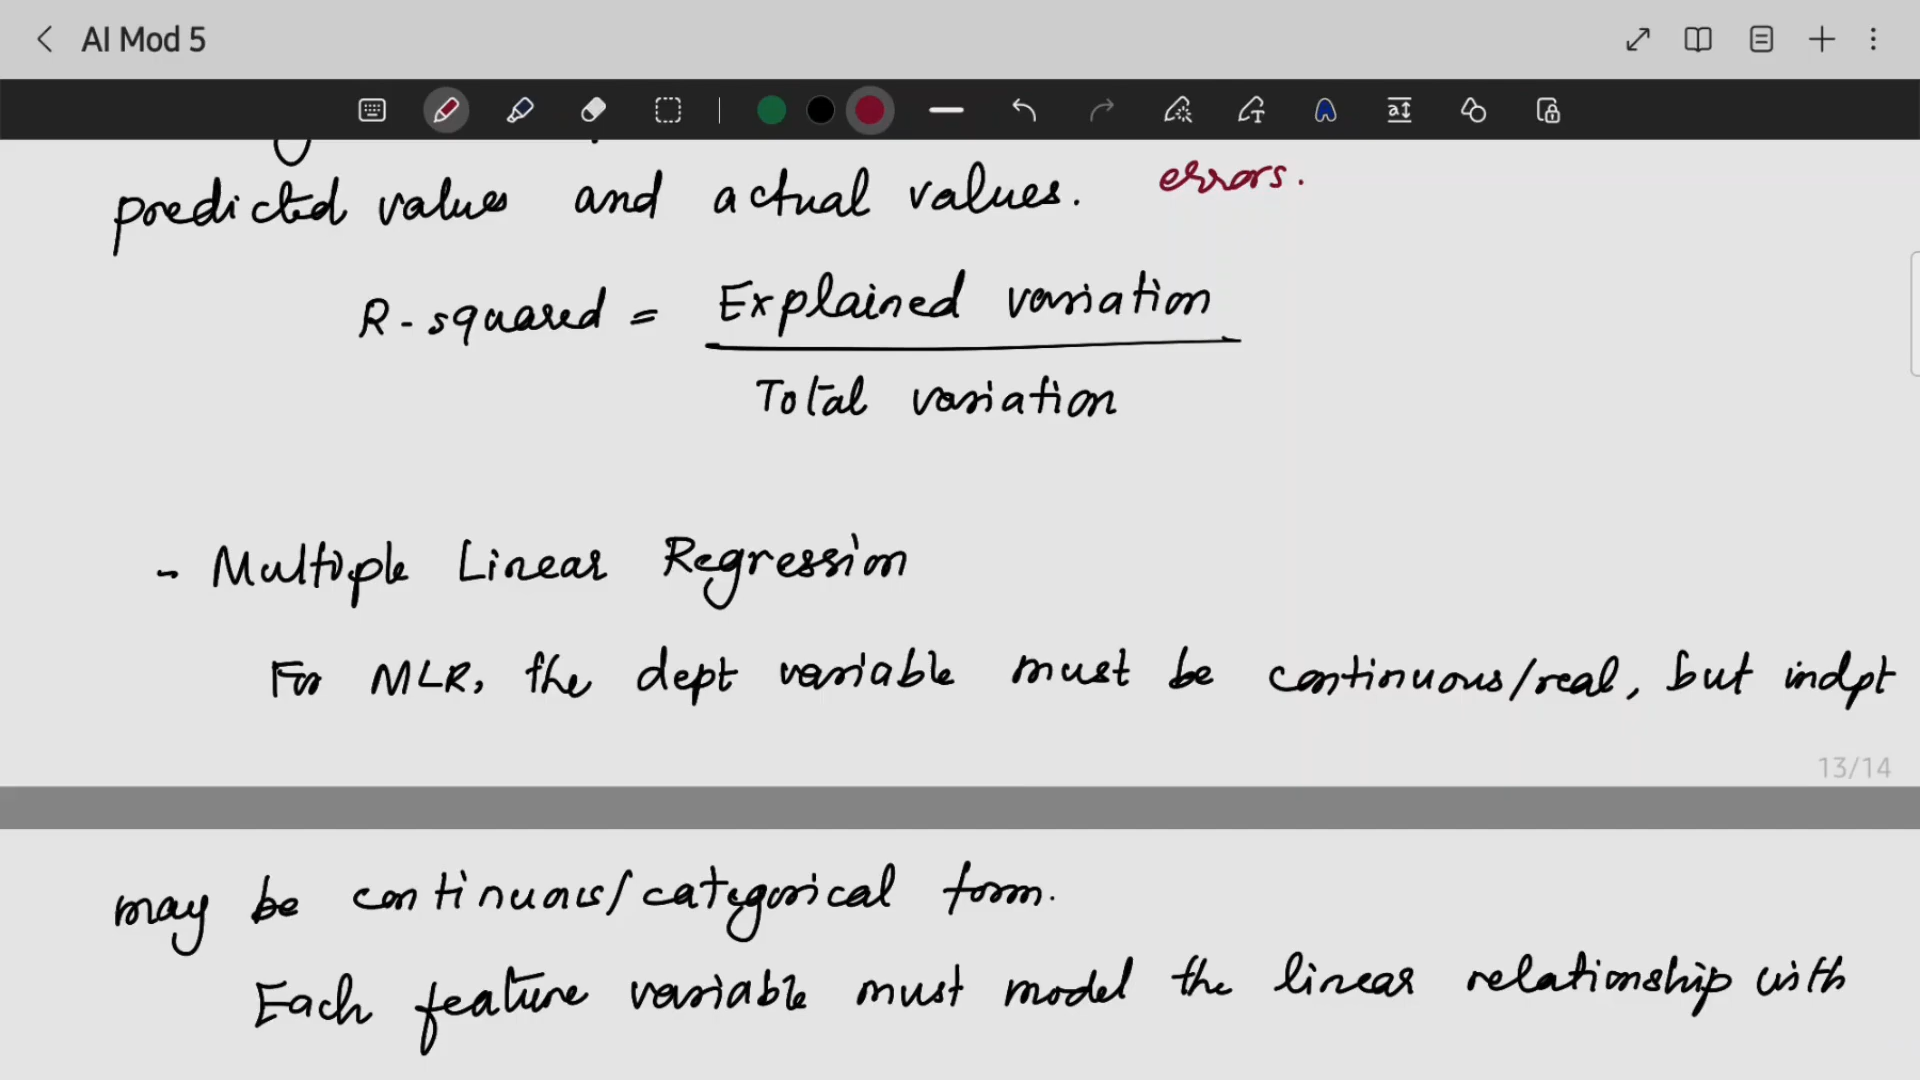 AI Mod 5
predicted values and actual values. errors.
R-squared = Explained variation
Total variation
- Multiple Linear Regression
For MLR, the dept variable must be continuous/real, but indpt
13/14
may be continuous/categorical form.
Each feature variable must model the linear relationship with